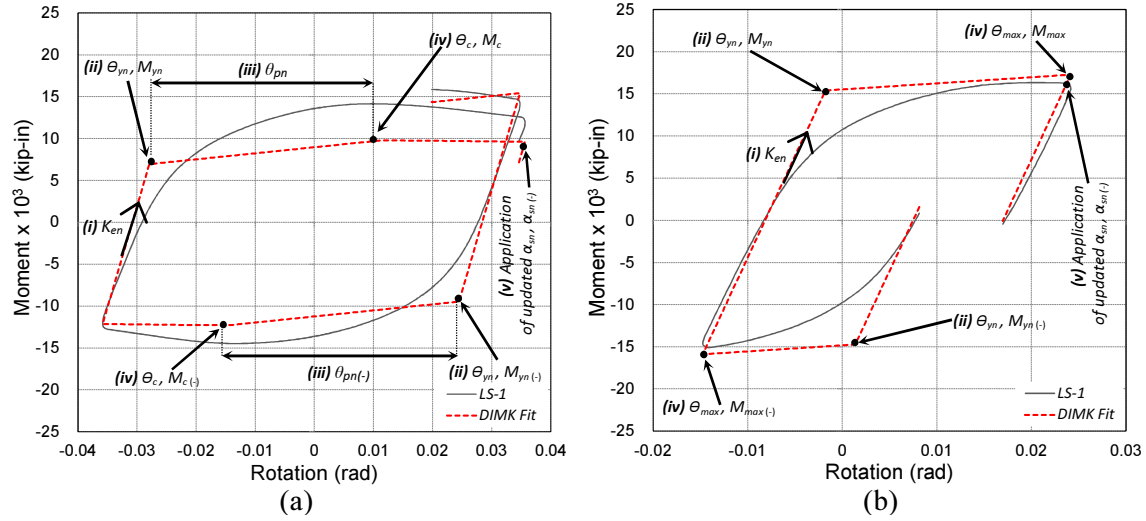 (a)
(b)
(iv) Θc, Mc
(ii) Θyn, Myn
(iii) θpn
(i) Ken
(v) Application
of updated αsn, αsn (-)
(iv) Θc, Mc (-)
(iii) θpn(-)
(ii) Θyn, Myn (-)
LS-1
DIMK Fit
Moment x 10³ (kip-in)
25
20
15
10
5
0
-5
-10
-15
-20
-25
-0.04 -0.03 -0.02 -0.01 0 0.01 0.02 0.03 0.04
Rotation (rad)
(a)
(ii) Θyn, Myn
(iv) Θmax, Mmax
(i) Ken
(v) Application
of updated αsn, αsn (-)
(ii) Θyn, Myn (-)
(iv) Θmax, Mmax (-)
LS-1
DIMK Fit
Moment x 10³ (kip-in)
25
20
15
10
5
0
-5
-10
-15
-20
-25
-0.02 -0.01 0 0.01 0.02 0.03
Rotation (rad)
(b)